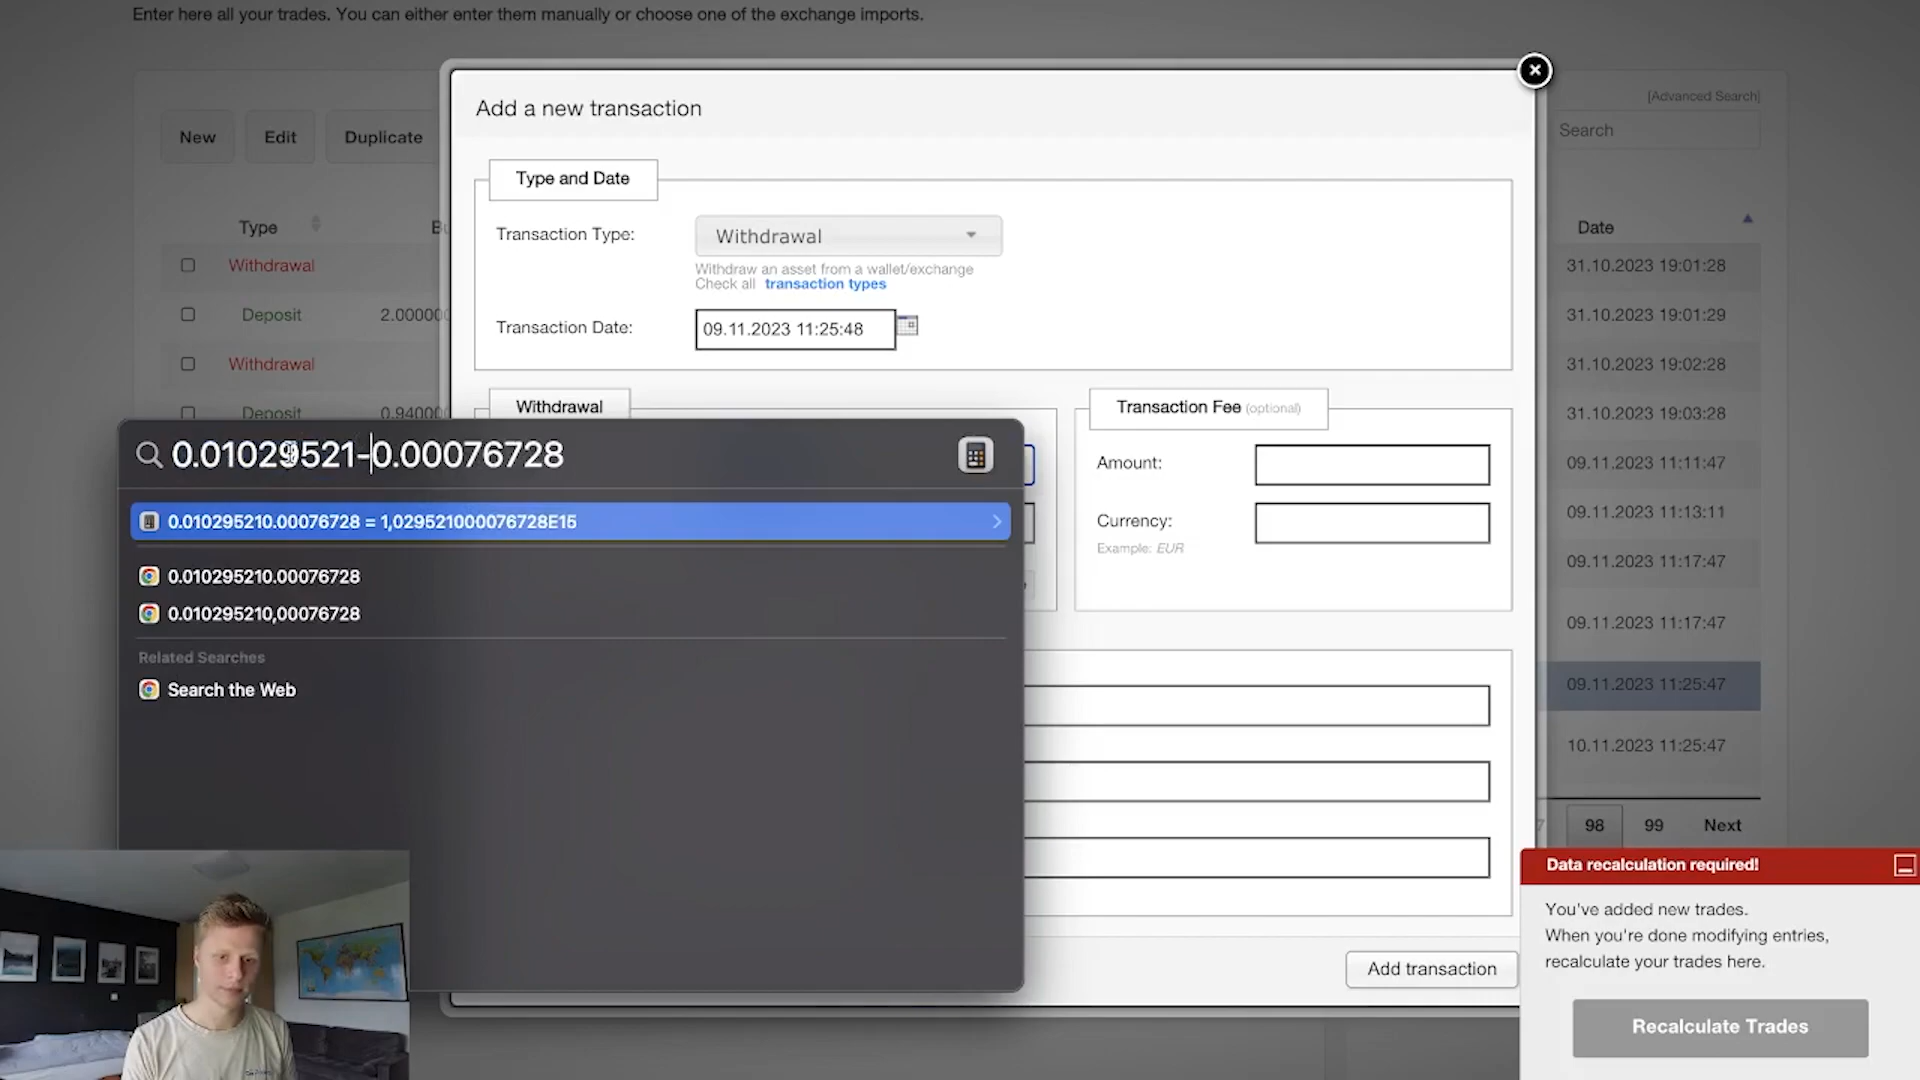 Enter here all your trades. You can either enter them manually or choose one of the exchange imports.
Add a new transaction
[Advanced Search]
New
Edit
Duplicate
Search
Type and Date
Type
Date
Transaction Type:
Withdrawal
Withdraw an asset from a wallet/exchange
Check all transaction types
Withdrawal
31.10.2023 19:01:28
Deposit
2.000000
31.10.2023 19:01:29
Transaction Date:
09.11.2023 11:25:48
Withdrawal
31.10.2023 19:02:28
Deposit
0.940000
31.10.2023 19:03:28
Withdrawal
Transaction Fee (optional)
0.01029521-0.00076728
Amount:
09.11.2023 11:11:47
0.010295210.00076728 = 1,029521000076728E15
Currency:
Example: EUR
09.11.2023 11:13:11
0.010295210.00076728
09.11.2023 11:17:47
0.010295210,00076728
09.11.2023 11:17:47
Related Searches
Search the Web
09.11.2023 11:25:47
10.11.2023 11:25:47
98
99
Next
Add transaction
Data recalculation required!
You've added new trades.
When you're done modifying entries,
recalculate your trades here.
Recalculate Trades